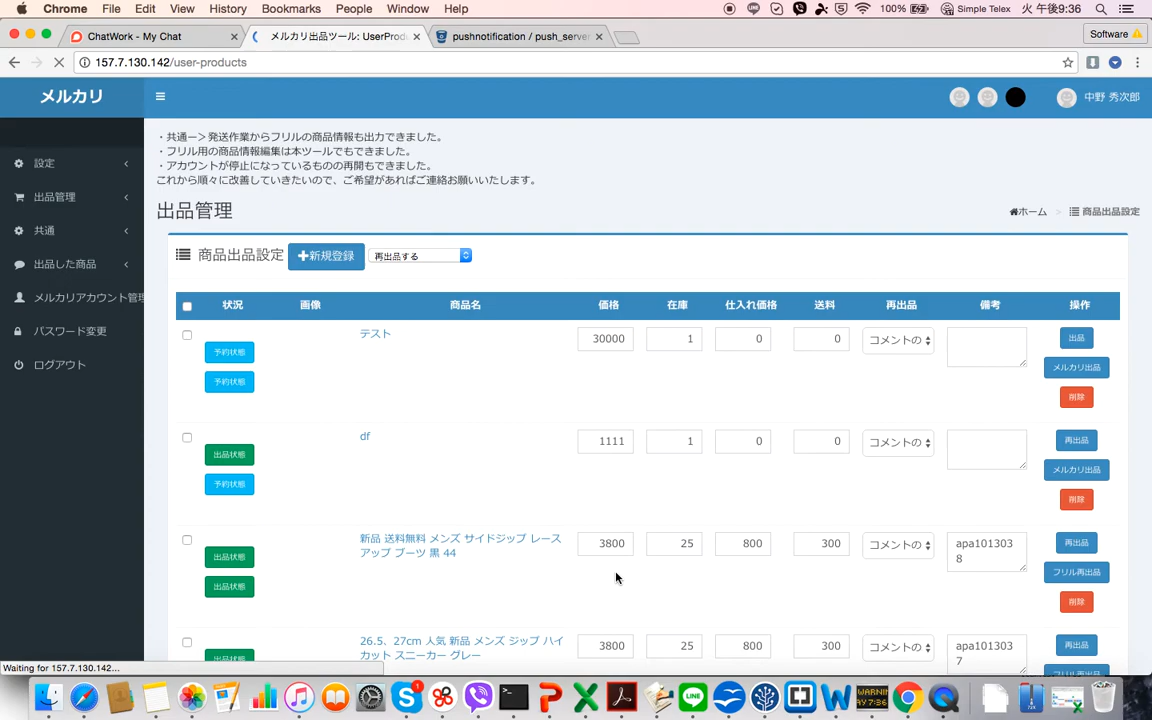 Chrome File Edit View History Bookmarks People Window Help 100% Simple Telex 火 午後9:36
ChatWork - My Chat
メルカリ出品ツール: UserProdu
pushnotification / push_server
Software
157.7.130.142/user-products
メルカリ
中野 秀次郎
設定
出品管理
共通
出品した商品
メルカリアカウント管理
パスワード変更
ログアウト
・共通ー＞発送作業からフリルの商品情報も出力できました。
・フリル用の商品情報編集は本ツールでもできました。
・アカウントが停止になっているものの再開もできました。
これから順々に改善していきたいので、ご希望があればご連絡お願いいたします。
出品管理
ホーム > 商品出品設定
商品出品設定 新規登録 再出品する
状況 画像 商品名 価格 在庫 仕入れ価格 送料 再出品 備考 操作
テスト 30000 1 0 0 コメントの 出品
予約状態
メルカリ出品
予約状態
削除
df 1111 1 0 0 コメントの 再出品
出品状態
メルカリ出品
予約状態
削除
新品 送料無料 メンズ サイドジップ レース
アップ ブーツ 黒 44
3800 25 800 300 コメントの apa101303
8
再出品
出品状態
フリル再出品
出品状態
削除
26.5、27cm 人気 新品 メンズ ジップ ハイ
カット スニーカー グレー
3800 25 800 300 コメントの apa101303
7
再出品
出品状態
フリル再出品
Waiting for 157.7.130.142...